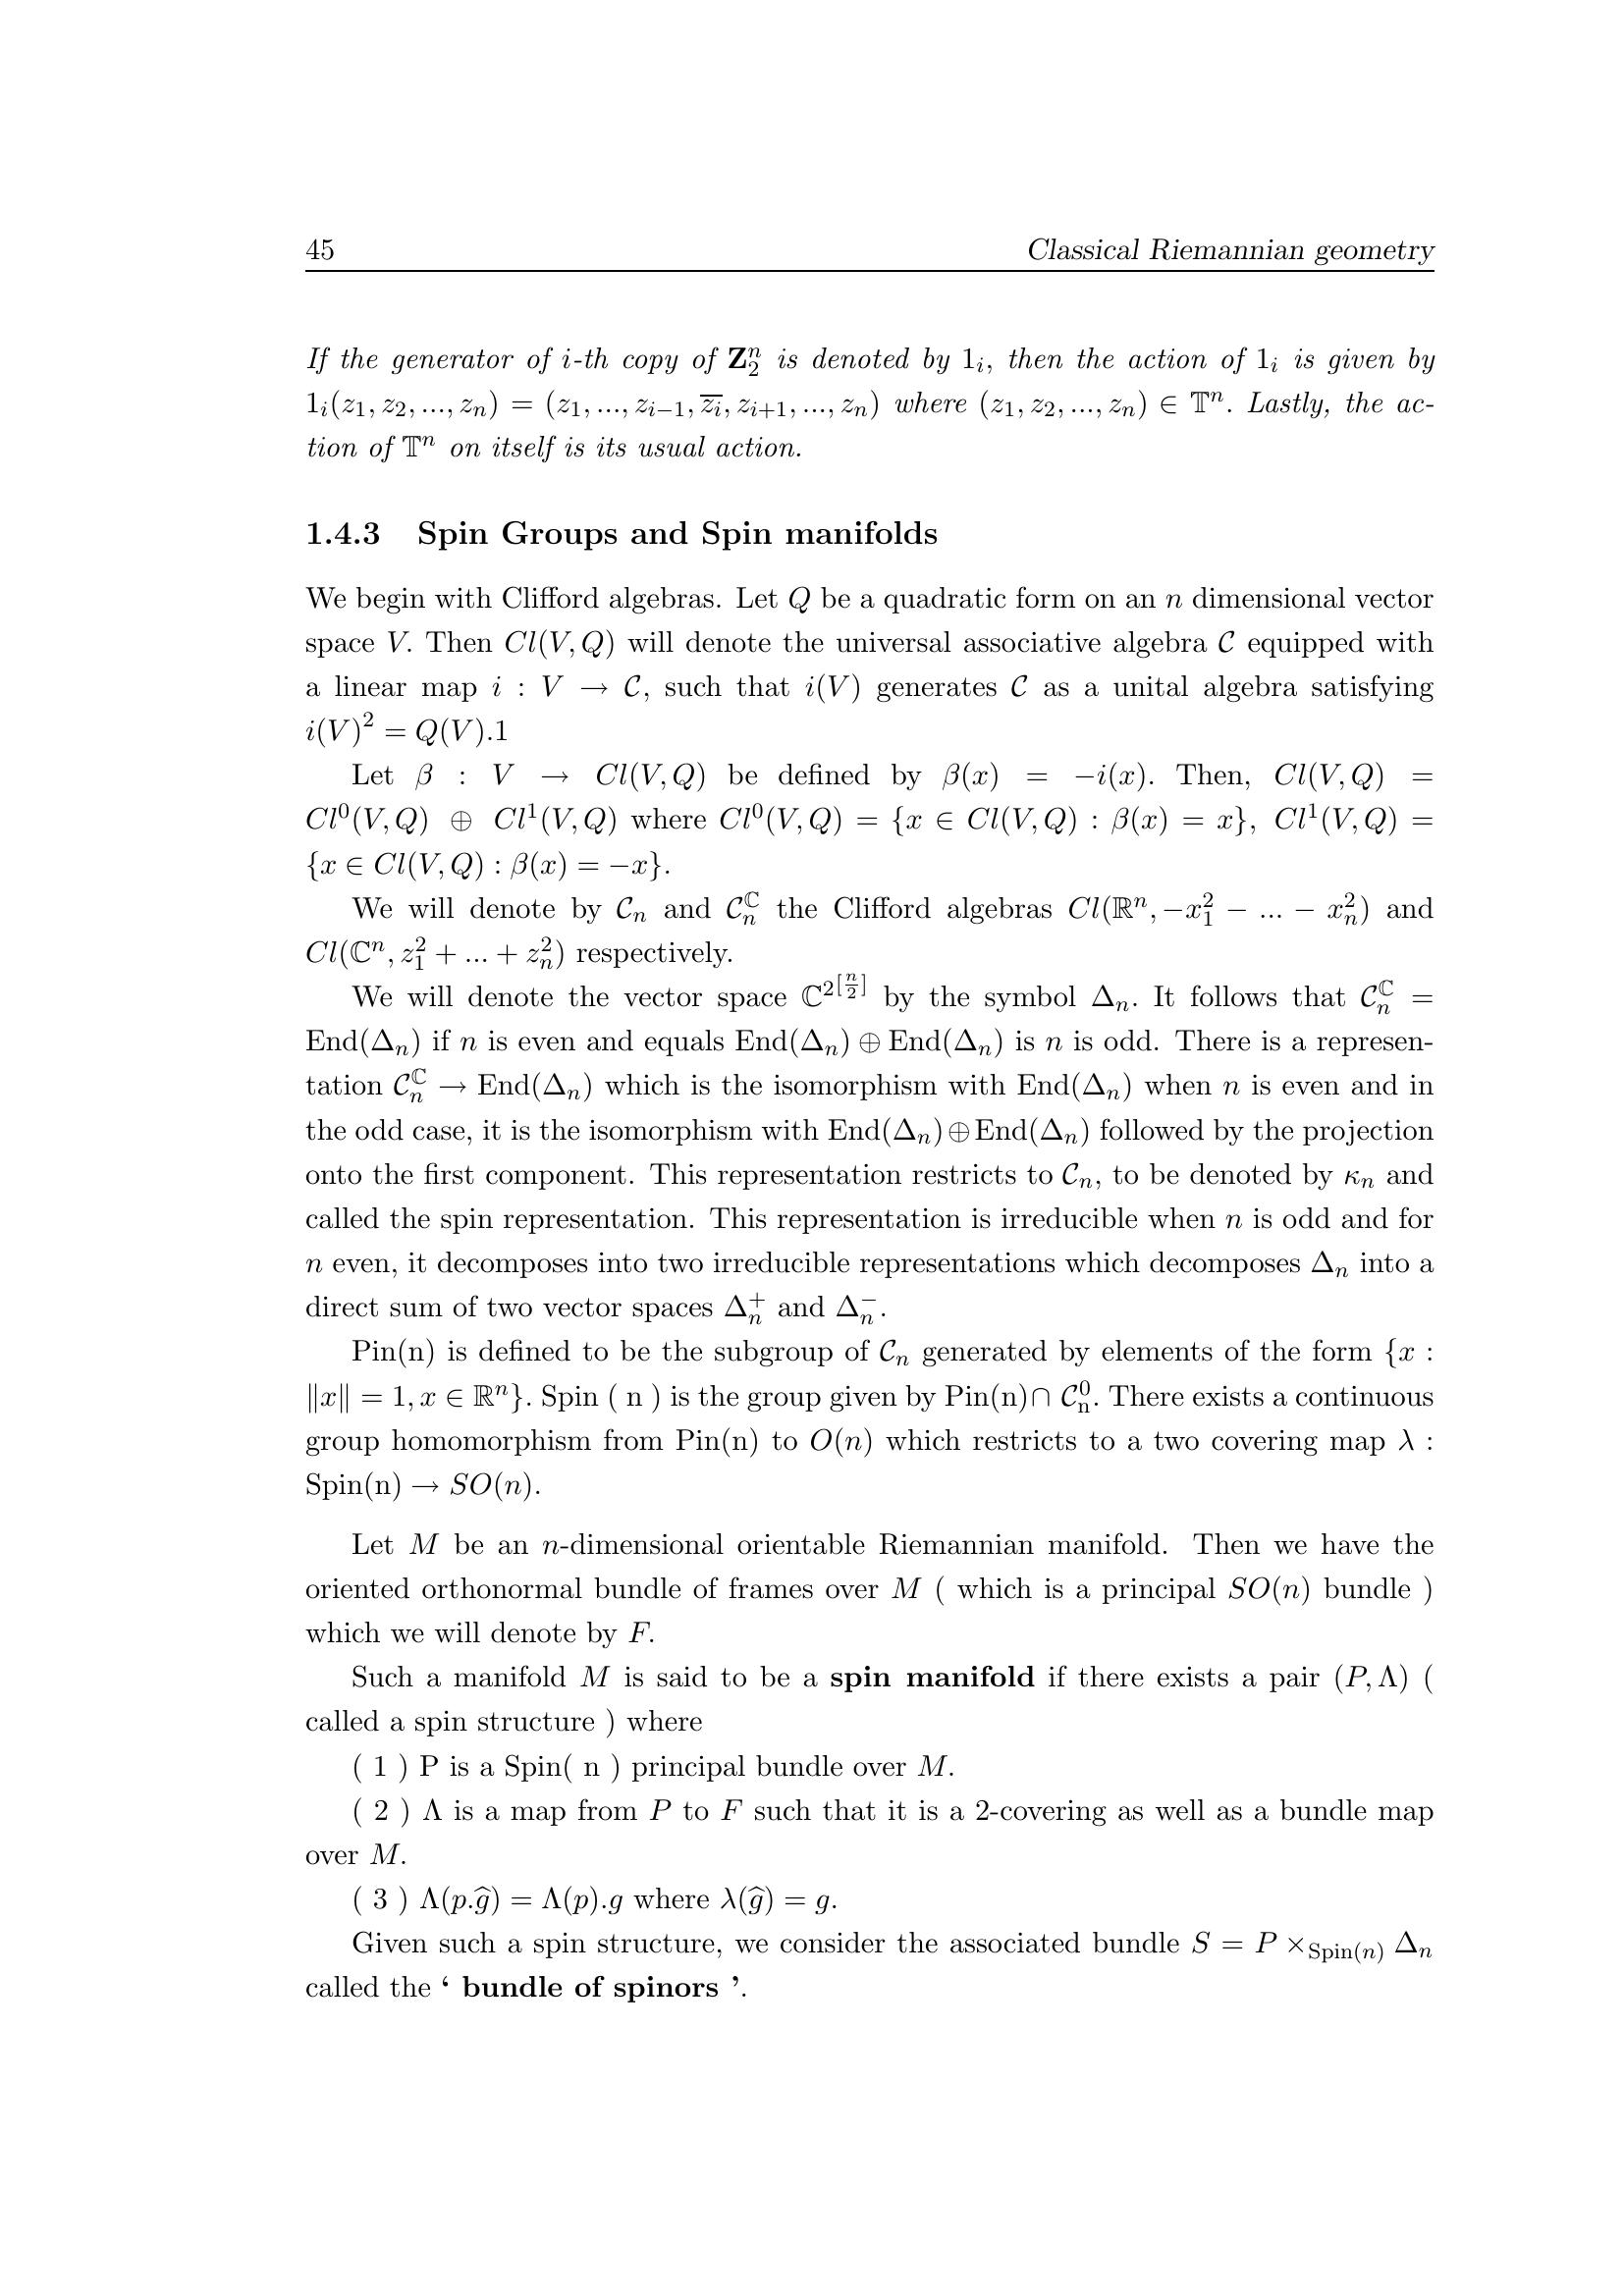 45 Classical Riemannian geometry
If the generator of i-th copy of $\mathbf{Z}_2^n$ is denoted by $1_i$, then the action of $1_i$ is given by
$1_i(z_1, z_2, ..., z_n) = (z_1, ..., z_{i-1}, \overline{z_i}, z_{i+1}, ..., z_n)$ where $(z_1, z_2, ..., z_n) \in \mathbb{T}^n$. Lastly, the ac-
tion of $\mathbb{T}^n$ on itself is its usual action.
1.4.3 Spin Groups and Spin manifolds
We begin with Clifford algebras. Let $Q$ be a quadratic form on an $n$ dimensional vector
space $V$. Then $Cl(V, Q)$ will denote the universal associative algebra $\mathcal{C}$ equipped with
a linear map $i : V \to \mathcal{C}$, such that $i(V)$ generates $\mathcal{C}$ as a unital algebra satisfying
$i(V)^2 = Q(V).1$
Let $\beta : V \to Cl(V, Q)$ be defined by $\beta(x) = -i(x)$. Then, $Cl(V, Q) =$
$Cl^0(V, Q) \oplus Cl^1(V, Q)$ where $Cl^0(V, Q) = \{x \in Cl(V, Q) : \beta(x) = x\}$, $Cl^1(V, Q) =$
$\{x \in Cl(V, Q) : \beta(x) = -x\}$.
We will denote by $\mathcal{C}_n$ and $\mathcal{C}_n^{\mathbb{C}}$ the Clifford algebras $Cl(\mathbb{R}^n, -x_1^2 - ... - x_n^2)$ and
$Cl(\mathbb{C}^n, z_1^2 + ... + z_n^2)$ respectively.
We will denote the vector space $\mathbb{C}^{2^{[\frac{n}{2}]}}$ by the symbol $\Delta_n$. It follows that $\mathcal{C}_n^{\mathbb{C}} =$
End$(\Delta_n)$ if $n$ is even and equals End$(\Delta_n) \oplus$ End$(\Delta_n)$ is $n$ is odd. There is a represen-
tation $\mathcal{C}_n^{\mathbb{C}} \to$ End$(\Delta_n)$ which is the isomorphism with End$(\Delta_n)$ when $n$ is even and in
the odd case, it is the isomorphism with End$(\Delta_n) \oplus$ End$(\Delta_n)$ followed by the projection
onto the first component. This representation restricts to $\mathcal{C}_n$, to be denoted by $\kappa_n$ and
called the spin representation. This representation is irreducible when $n$ is odd and for
$n$ even, it decomposes into two irreducible representations which decomposes $\Delta_n$ into a
direct sum of two vector spaces $\Delta_n^+$ and $\Delta_n^-$.
Pin(n) is defined to be the subgroup of $\mathcal{C}_n$ generated by elements of the form $\{x :$
$\|x\| = 1, x \in \mathbb{R}^n\}$. Spin ( n ) is the group given by Pin(n)$\cap$ $\mathcal{C}_{\mathrm{n}}^0$. There exists a continuous
group homomorphism from Pin(n) to $O(n)$ which restricts to a two covering map $\lambda :$
Spin(n) $\to SO(n)$.
Let $M$ be an $n$-dimensional orientable Riemannian manifold. Then we have the
oriented orthonormal bundle of frames over $M$ ( which is a principal $SO(n)$ bundle )
which we will denote by $F$.
Such a manifold $M$ is said to be a spin manifold if there exists a pair $(P, \Lambda)$ (
called a spin structure ) where
( 1 ) P is a Spin( n ) principal bundle over $M$.
( 2 ) $\Lambda$ is a map from $P$ to $F$ such that it is a 2-covering as well as a bundle map
over $M$.
( 3 ) $\Lambda(p.\widehat{g}) = \Lambda(p).g$ where $\lambda(\widehat{g}) = g$.
Given such a spin structure, we consider the associated bundle $S = P \times_{\mathrm{Spin}(n)} \Delta_n$
called the ‘ bundle of spinors ’.